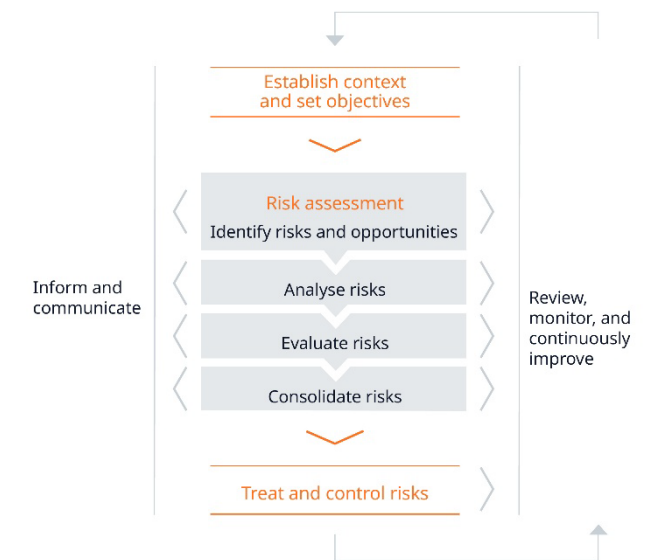 Establish context
and set objectives
Risk assessment
Identify risks and opportunities
Analyse risks
Evaluate risks
Consolidate risks
Treat and control risks
Inform and
communicate
Review,
monitor, and
continuously
improve